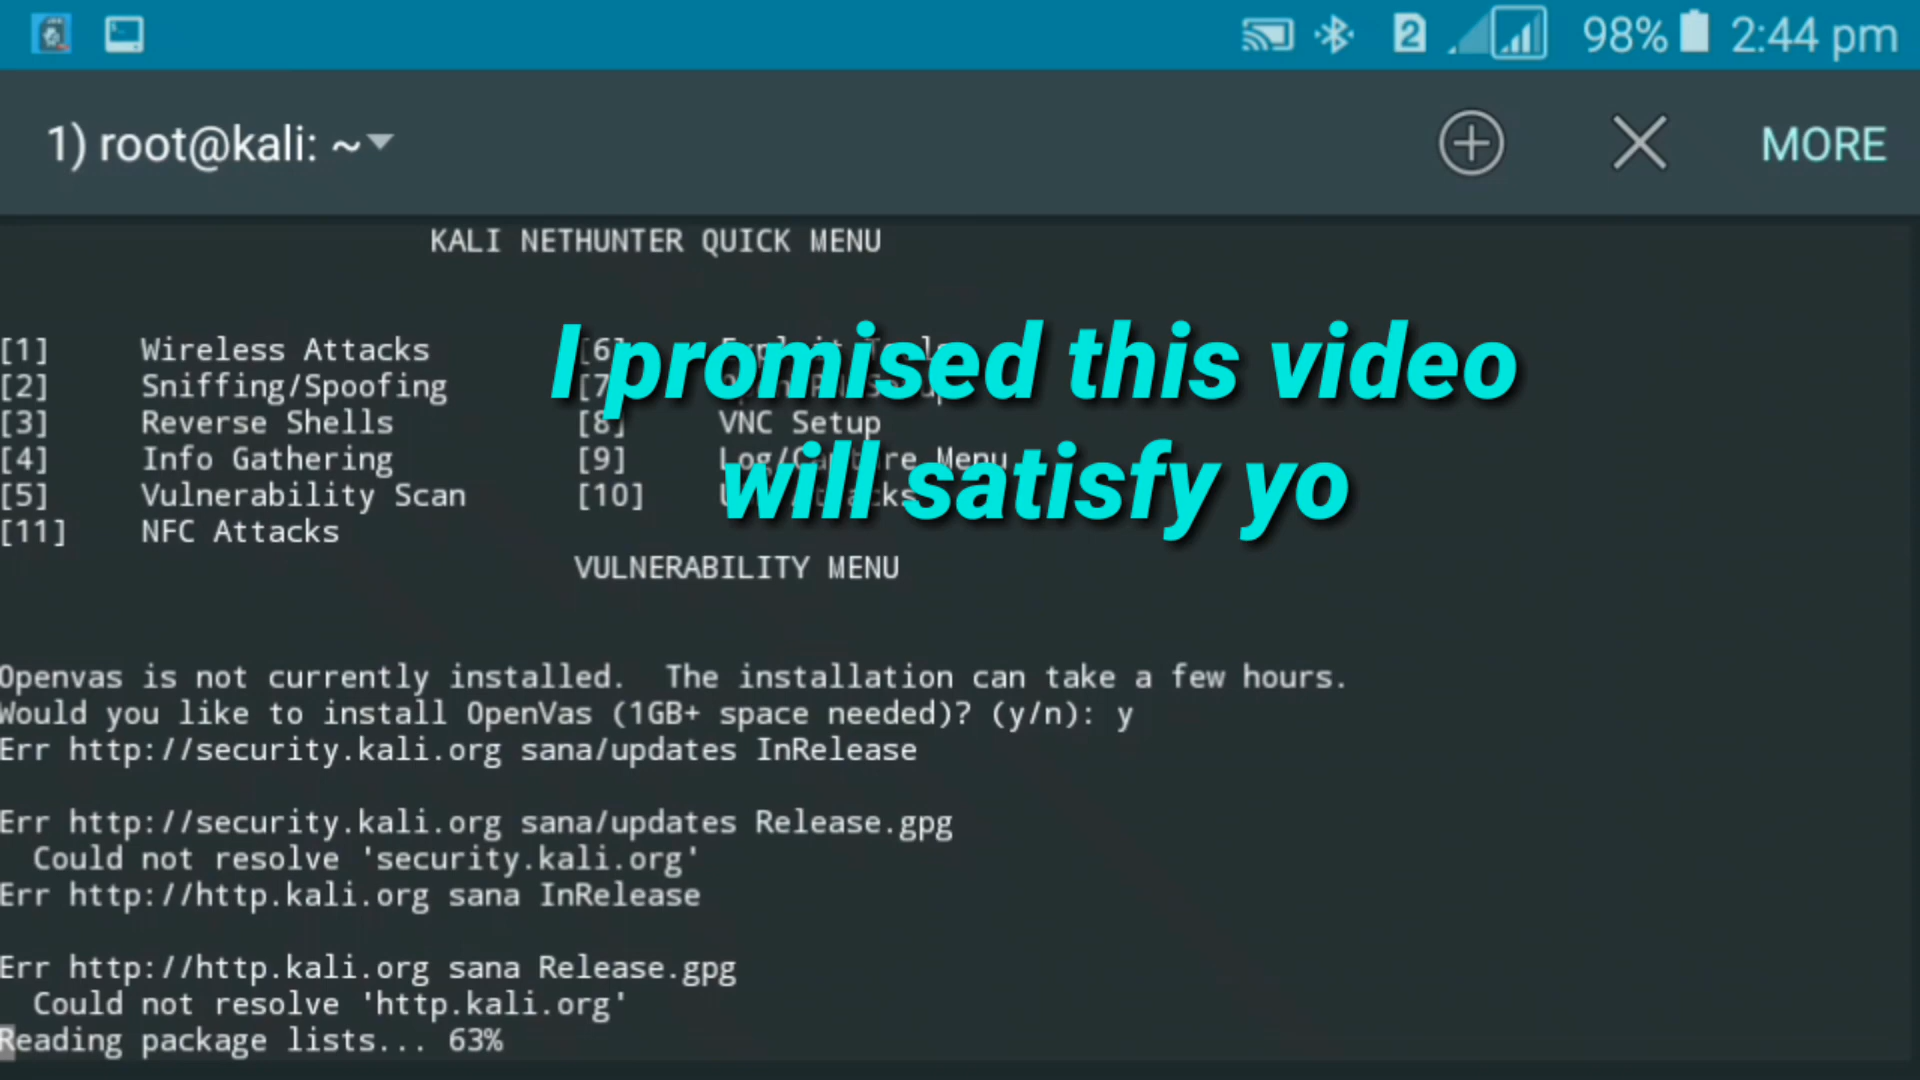 98% 2:44 pm
2
1) root@kali: ~
MORE
KALI NETHUNTER QUICK MENU
I promised this video
will satisfy yo
[1] Wireless Attacks [6]
[2] Sniffing/Spoofing [7
[3] Reverse Shells [8] VNC Setup
[4] Info Gathering [9] Menu
[5] Vulnerability Scan [10]
[11] NFC Attacks
VULNERABILITY MENU
Openvas is not currently installed. The installation can take a few hours.
Would you like to install OpenVas (1GB+ space needed)? (y/n): y
Err http://security.kali.org sana/updates InRelease
Err http://security.kali.org sana/updates Release.gpg
Could not resolve 'security.kali.org'
Err http://http.kali.org sana InRelease
Err http://http.kali.org sana Release.gpg
Could not resolve 'http.kali.org'
Reading package lists... 63%